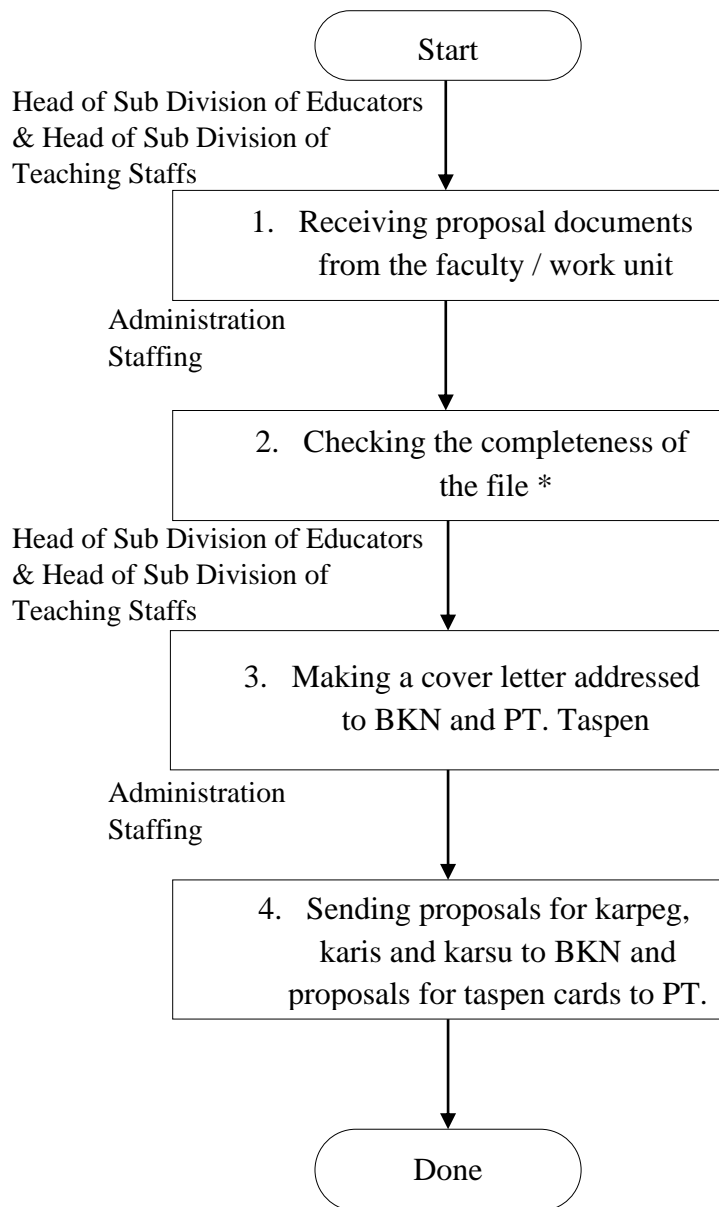 Start
Head of Sub Division of Educators
& Head of Sub Division of
Teaching Staffs
1. Receiving proposal documents
from the faculty / work unit
Administration
Staffing
2. Checking the completeness of
the file *
Head of Sub Division of Educators
& Head of Sub Division of
Teaching Staffs
3. Making a cover letter addressed
to BKN and PT. Taspen
Administration
Staffing
4. Sending proposals for karpeg,
karis and karsu to BKN and
proposals for taspen cards to PT.
Done